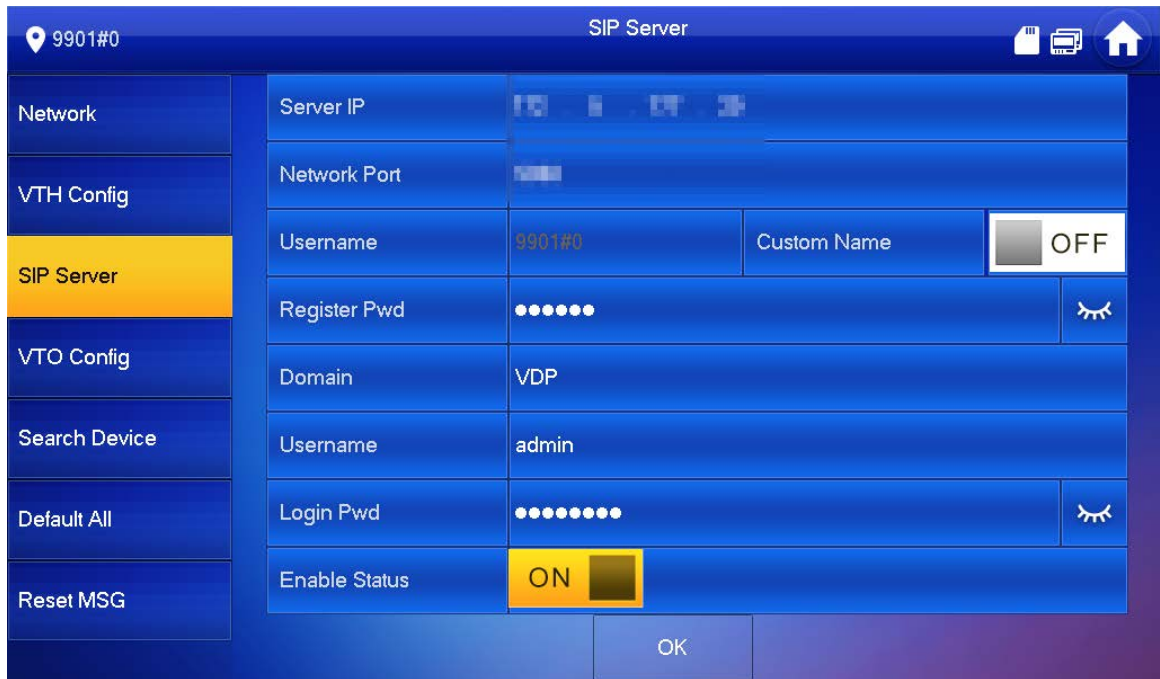 9901#0
SIP Server
Network
VTH Config
SIP Server
VTO Config
Search Device
Default All
Reset MSG
Server IP
Network Port
Username 9901#0 Custom Name OFF
Register Pwd ●●●●●●
Domain VDP
Username admin
Login Pwd ●●●●●●●●
Enable Status ON
OK